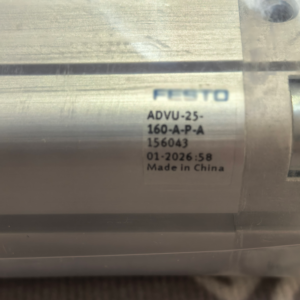 FESTO
ADVU-25-
160-A-P-A
156043
01-2026:58
Made in China